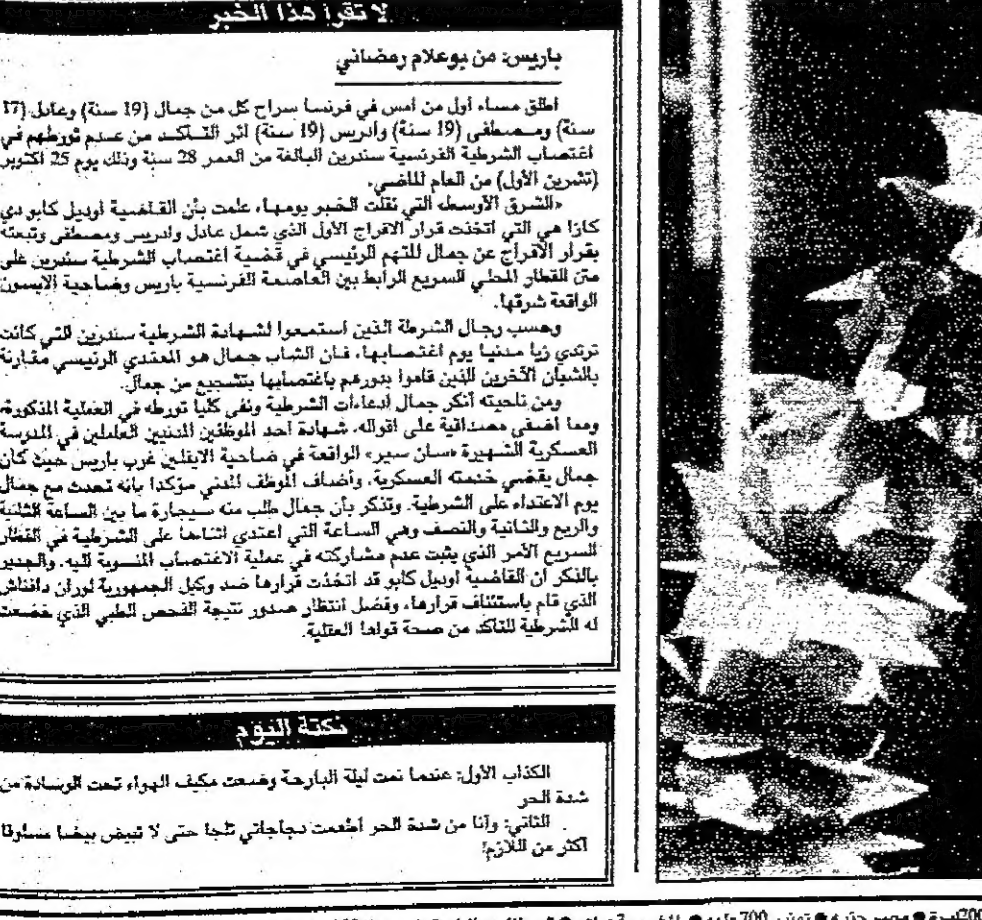 لا تقرأ هذا الخبر
باريس: من بوعلام رمضاني
اطلق مساء أول من أمس في فرنسا سراح كل من جمال (19 سنة) وعادل (17
سنة) ومصطفى (19 سنة) وادريس (19 سنة) اثر التأكد من عدم تورطهم في
اغتصاب الشرطية الفرنسية سندرين البالغة من العمر 28 سنة وذلك يوم 25 اكتوبر
(تشرين الأول) من العام الماضي.
«الشرق الأوسط» التي نقلت الخبر يومها، علمت بأن القاضية اوديل كابو دي
كازا هي التي اتخذت قرار الافراج الأول الذي شمل عادل وادريس ومصطفى وتبعته
بقرار الافراج عن جمال المتهم الرئيسي في قضية اغتصاب الشرطية سندرين على
متن القطار المحلي السريع الرابط بين العاصمة الفرنسية باريس وضاحية الايسون
الواقعة شرقها.
وحسب رجال الشرطة الذين استمعوا لشهادة الشرطية سندرين التي كانت
ترتدي زيا مدنيا يوم اغتصابها، فان الشاب جمال هو المعتدي الرئيسي مقارنة
بالشبان الآخرين الذين قاموا بدورهم باغتصابها بتشجيع من جمال.
ومن ناحيته أنكر جمال ادعاءات الشرطية ونفى كليا تورطه في العملية المذكورة،
ومما أضفى مصداقية على اقواله، شهادة احد الموظفين المدنيين العاملين في المدرسة
العسكرية الشهيرة «سان سير» الواقعة في ضاحية الايفلين غرب باريس حيث كان
جمال يقضي خدمته العسكرية. وأضاف الموظف المدني مؤكدا بانه تحدث مع جمال
يوم الاعتداء على الشرطية. وتذكر بأن جمال طلب منه سيجارة ما بين الساعة الثانية
والربع والثانية والنصف وهي الساعة التي اعتدي اثناءها على الشرطية في القطار
السريع الأمر الذي يثبت عدم مشاركته في عملية الاغتصاب المنسوبة اليه. والجدير
بالذكر ان القاضية اوديل كابو قد اتخذت قرارها ضد وكيل الجمهورية لوران دافناش
الذي قام باستئناف قرارها، وفضل انتظار صدور نتيجة الفحص الطبي الذي خضعت
له الشرطية للتأكد من صحة قواها العقلية.
نكتة اليوم
الكذاب الأول: عندما نمت ليلة البارحة وضعت مكيف الهواء تحت الوسادة من
شدة الحر
الثاني: وأنا من شدة الحر أطعمت دجاجاتي ثلجا حتى لا تبيض بيضا مسلوقا
أكثر من اللازم!